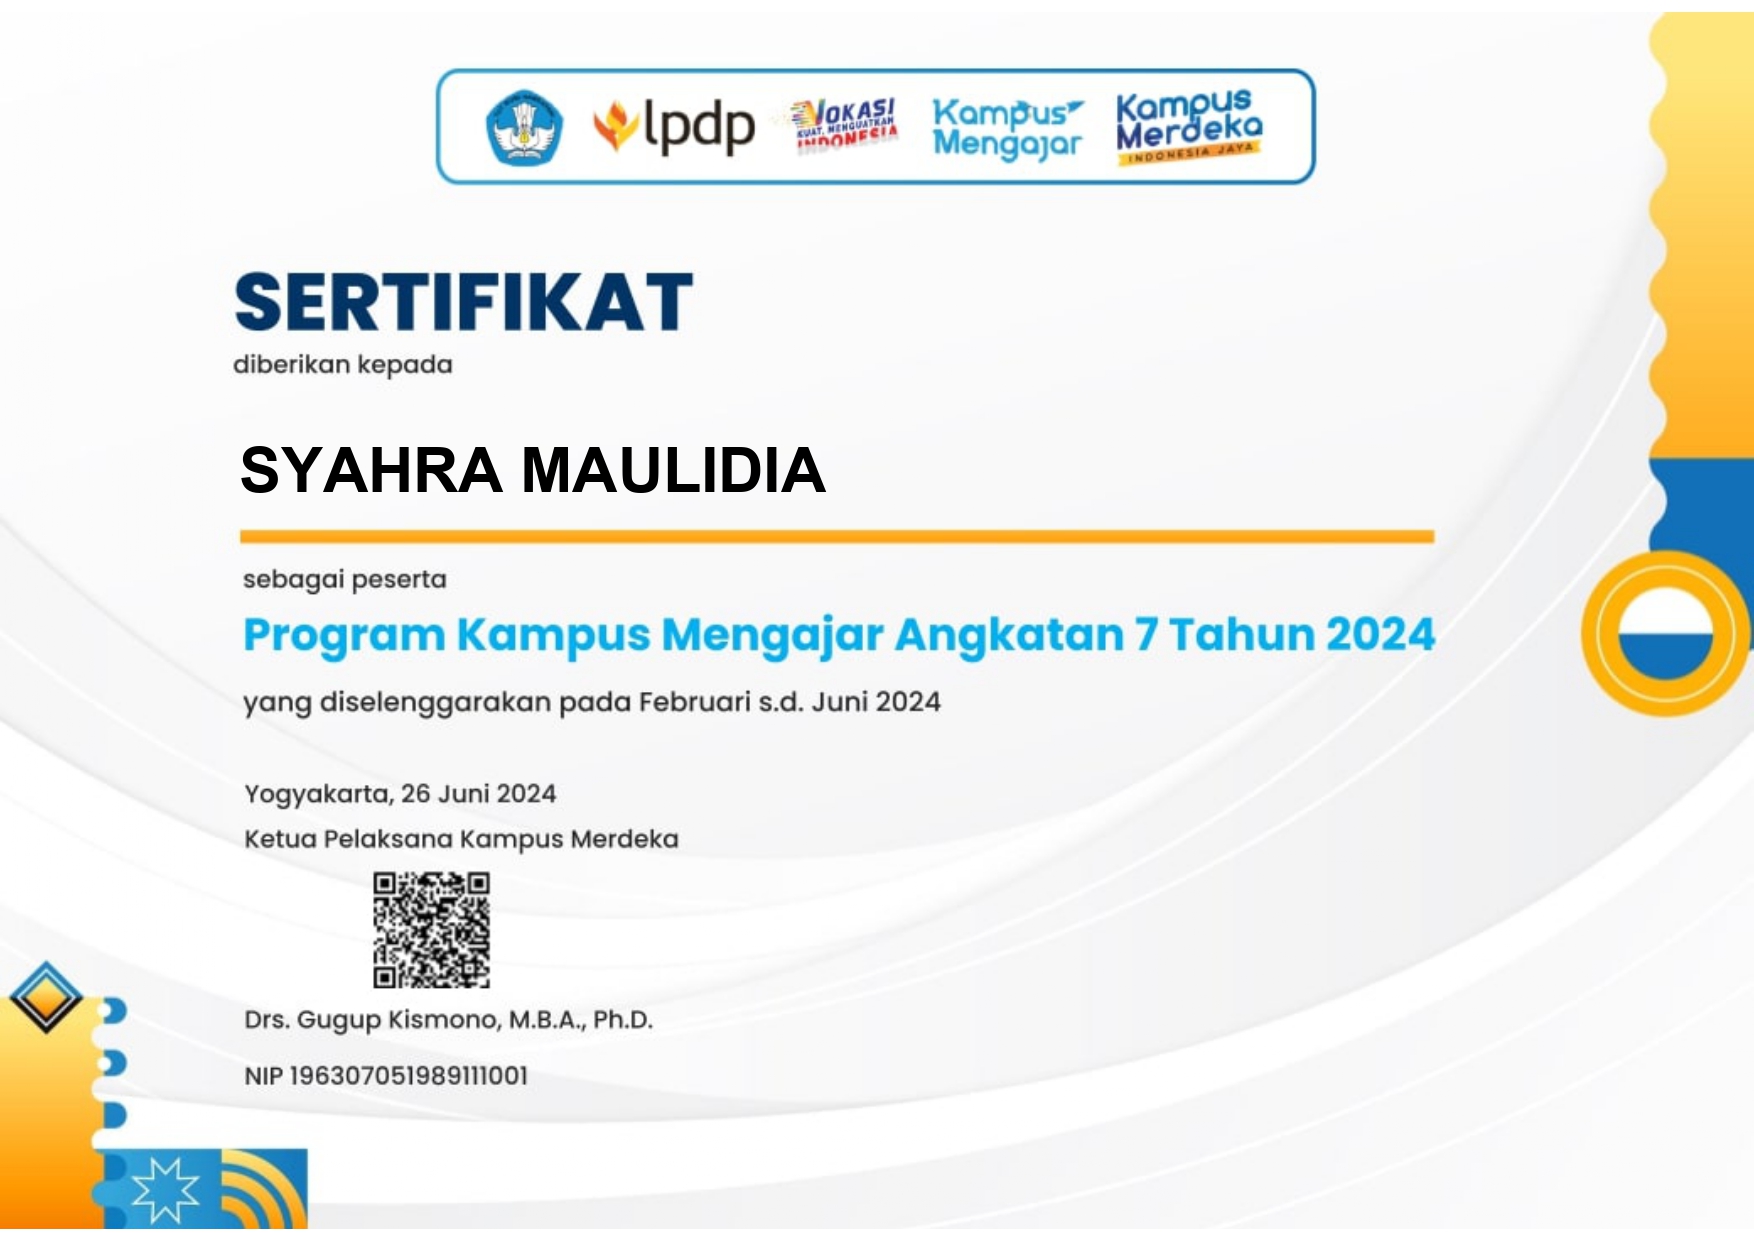 lpdp
VOKASI
KUAT, MENGUATKAN
INDONESIA
Kampus
Mengajar
Kampus
Merdeka
INDONESIA JAYA
SERTIFIKAT
diberikan kepada
SYAHRA MAULIDIA
sebagai peserta
Program Kampus Mengajar Angkatan 7 Tahun 2024
yang diselenggarakan pada Februari s.d. Juni 2024
Yogyakarta, 26 Juni 2024
Ketua Pelaksana Kampus Merdeka
Drs. Gugup Kismono, M.B.A., Ph.D.
NIP 196307051989111001